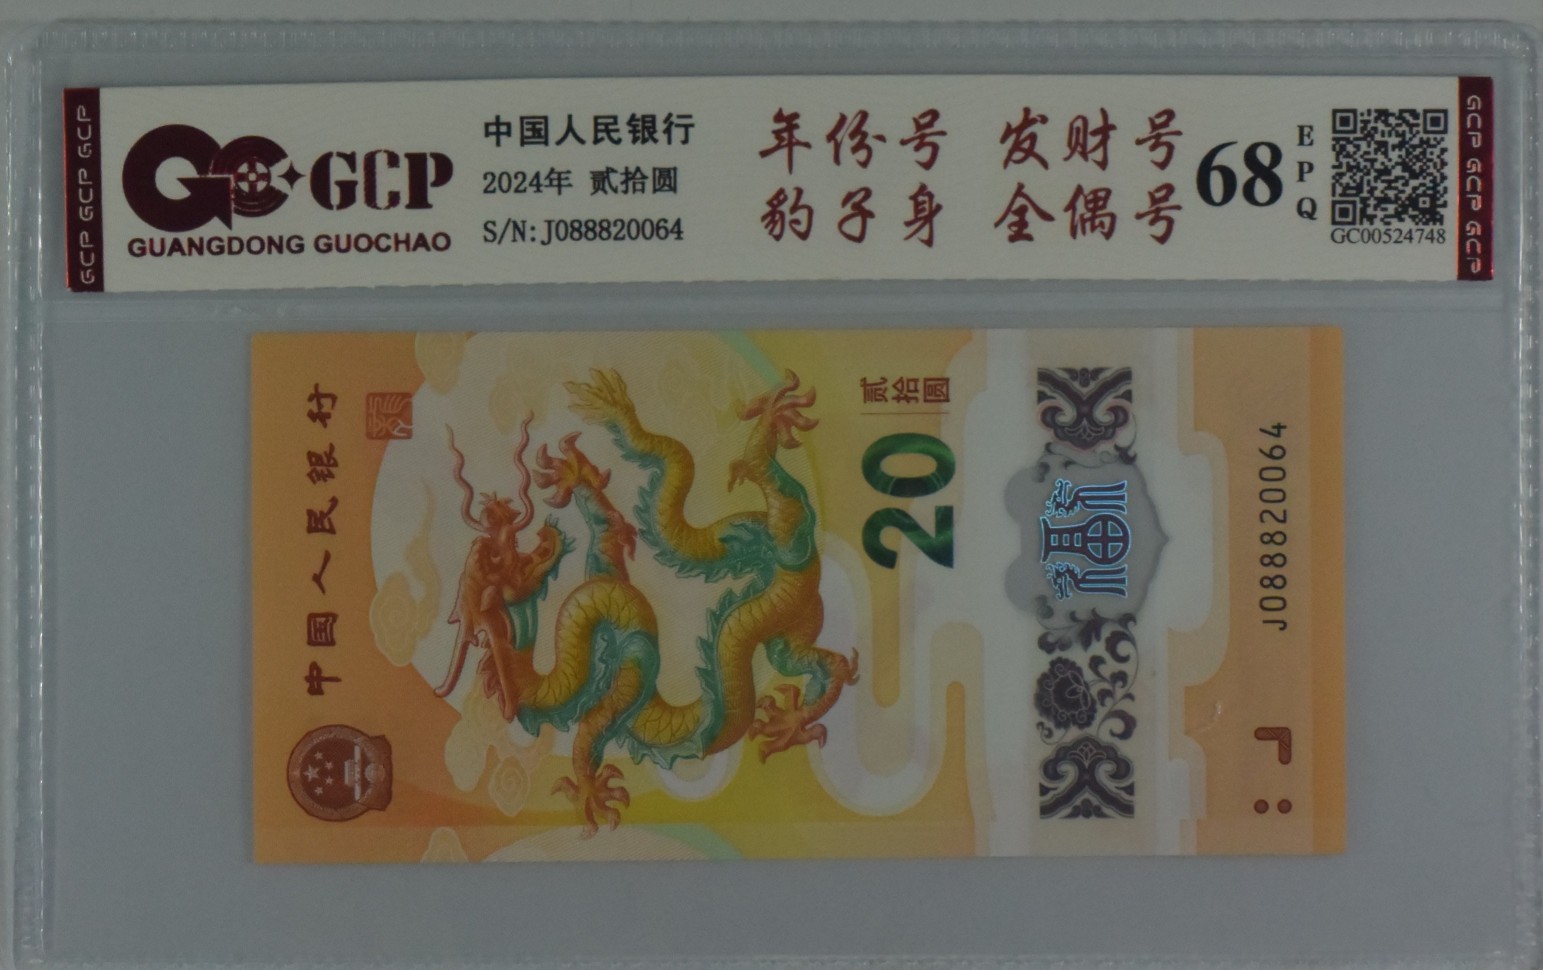 GCP GCP GCP
GCP
GUANGDONG GUOCHAO
中国人民银行
2024年 贰拾圆
S/N:J088820064
年份号 发财号
豹子身 全偶号
68
EPQ
GC00524748
GCP GCP GCP
中国人民银行
贰拾圆
20
J088820064